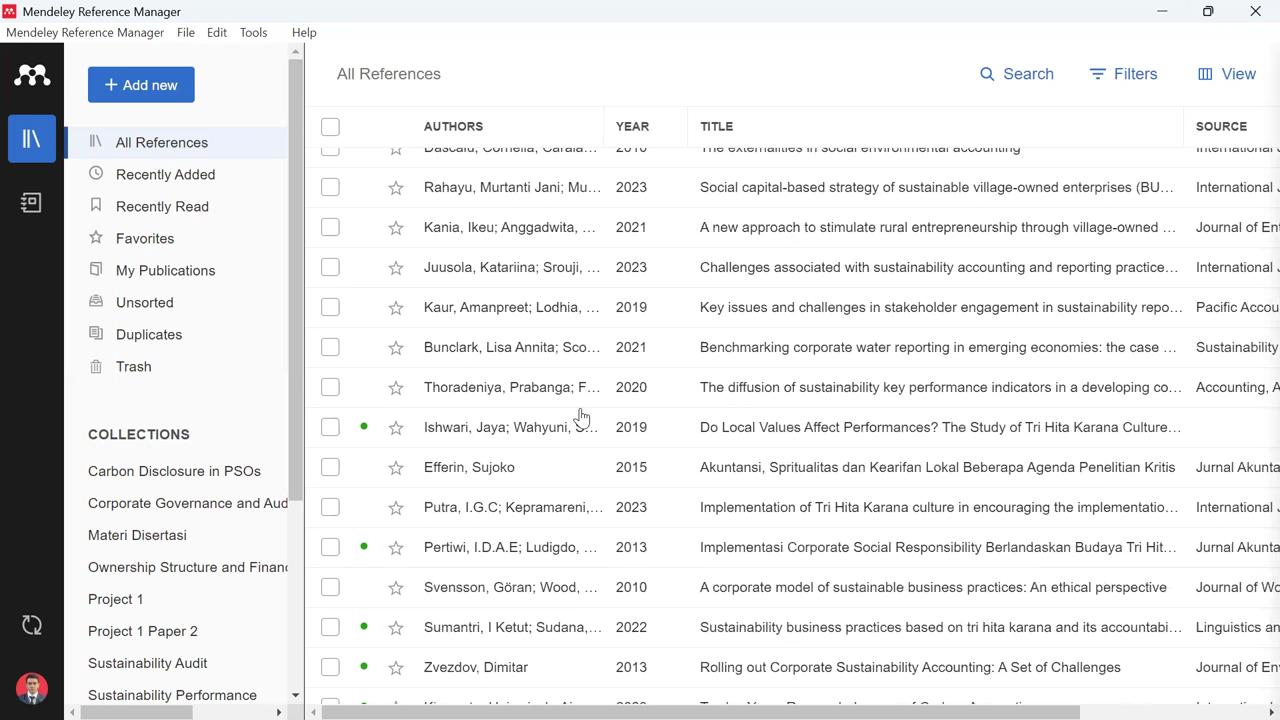 Mendeley Reference Manager
Mendeley Reference Manager File Edit Tools Help
+ Add new
All References
Recently Added
Recently Read
Favorites
My Publications
Unsorted
Duplicates
Trash
COLLECTIONS
Carbon Disclosure in PSOs
Corporate Governance and Aud
Materi Disertasi
Ownership Structure and Financ
Project 1
Project 1 Paper 2
Sustainability Audit
Sustainability Performance
All References Search Filters View
AUTHORS YEAR TITLE SOURCE
The externalities in social environmental accounting
Rahayu, Murtanti Jani; Mu... 2023 Social capital-based strategy of sustainable village-owned enterprises (BU... International
Kania, Ikeu; Anggadwita, ... 2021 A new approach to stimulate rural entrepreneurship through village-owned ... Journal of En
Juusola, Katariina; Srouji, ... 2023 Challenges associated with sustainability accounting and reporting practice... International
Kaur, Amanpreet; Lodhia, ... 2019 Key issues and challenges in stakeholder engagement in sustainability repo... Pacific Accou
Bunclark, Lisa Annita; Sco... 2021 Benchmarking corporate water reporting in emerging economies: the case ... Sustainability
Thoradeniya, Prabanga; F... 2020 The diffusion of sustainability key performance indicators in a developing co... Accounting, A
Ishwari, Jaya; Wahyuni, ... 2019 Do Local Values Affect Performances? The Study of Tri Hita Karana Culture...
Efferin, Sujoko 2015 Akuntansi, Spritualitas dan Kearifan Lokal Beberapa Agenda Penelitian Kritis Jurnal Akunta
Putra, I.G.C; Kepramareni,... 2023 Implementation of Tri Hita Karana culture in encouraging the implementatio... International
Pertiwi, I.D.A.E; Ludigdo, ... 2013 Implementasi Corporate Social Responsibility Berlandaskan Budaya Tri Hit... Jurnal Akunta
Svensson, Göran; Wood, ... 2010 A corporate model of sustainable business practices: An ethical perspective Journal of Wo
Sumantri, I Ketut; Sudana,... 2022 Sustainability business practices based on tri hita karana and its accountabi... Linguistics an
Zvezdov, Dimitar 2013 Rolling out Corporate Sustainability Accounting: A Set of Challenges Journal of En